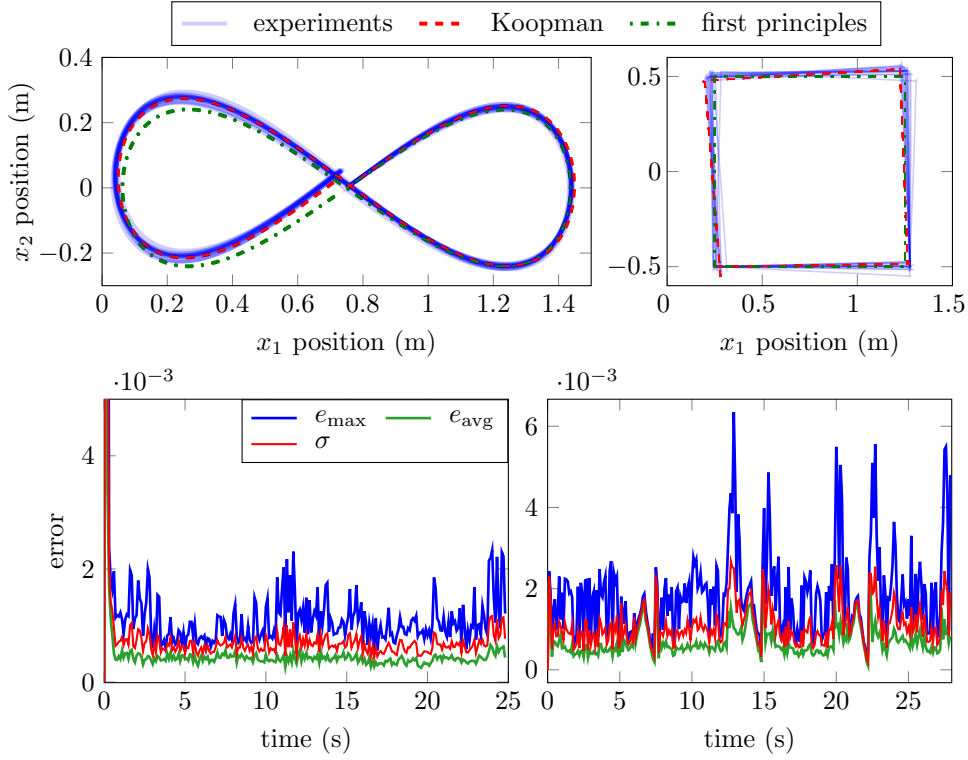 experiments Koopman first principles
0.4
0.2
0
−0.2
x₂ position (m)
0 0.2 0.4 0.6 0.8 1 1.2 1.4
x₁ position (m)
0.5
0
−0.5
0 0.5 1 1.5
x₁ position (m)
·10⁻³
4
2
0
error
e_max e_avg
σ
0 5 10 15 20 25
time (s)
·10⁻³
6
4
2
0
0 5 10 15 20 25
time (s)